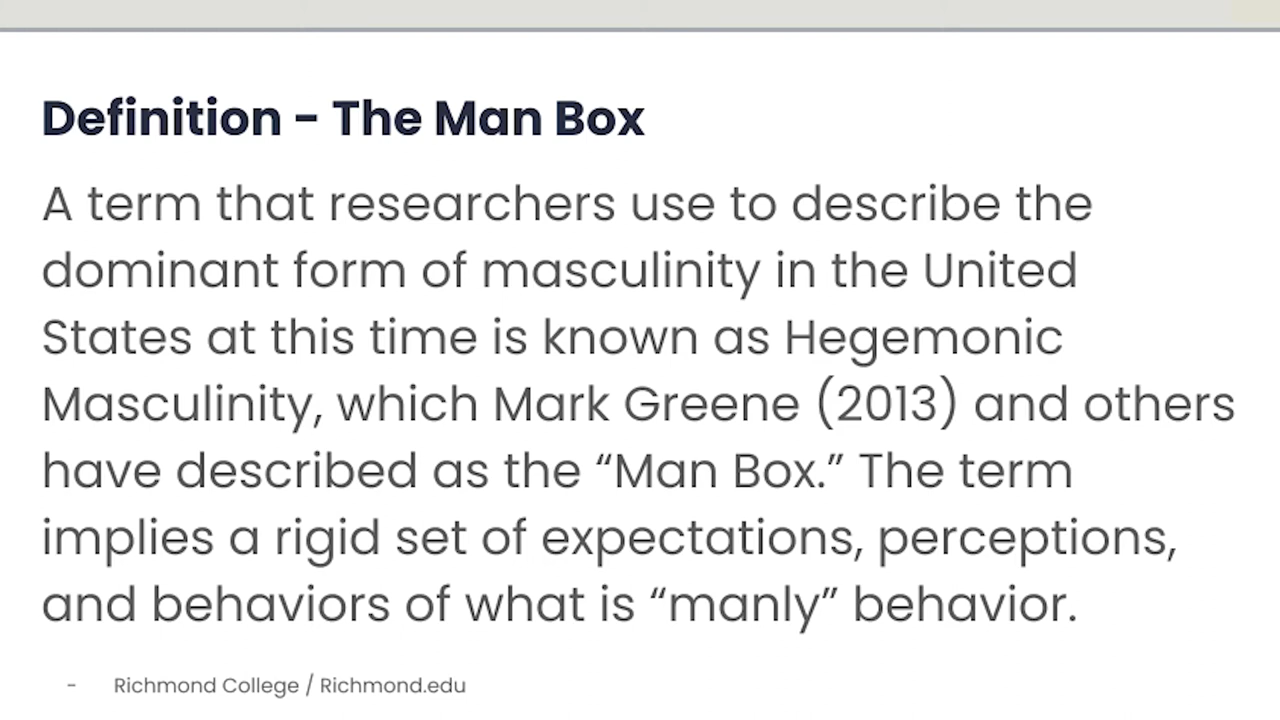 Definition - The Man Box
A term that researchers use to describe the
dominant form of masculinity in the United
States at this time is known as Hegemonic
Masculinity, which Mark Greene (2013) and others
have described as the “Man Box.” The term
implies a rigid set of expectations, perceptions,
and behaviors of what is “manly” behavior.
- Richmond College / Richmond.edu